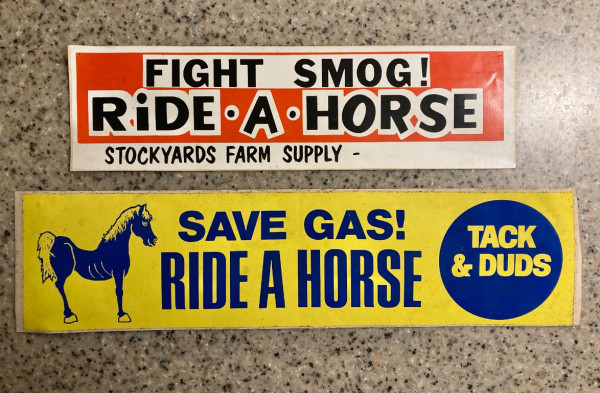 FIGHT SMOG!
RiDE·A·HORSE
STOCKYARDS FARM SUPPLY -
SAVE GAS!
RIDE A HORSE
TACK
& DUDS